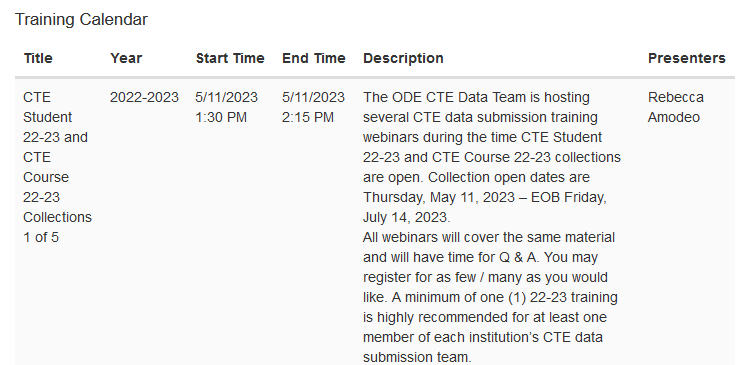 Training Calendar
Title Year Start Time End Time Description Presenters
CTE 2022-2023 5/11/2023 5/11/2023 The ODE CTE Data Team is hosting Rebecca
Student 1:30 PM 2:15 PM several CTE data submission training Amodeo
22-23 and webinars during the time CTE Student
CTE 22-23 and CTE Course 22-23 collections
Course are open. Collection open dates are
22-23 Thursday, May 11, 2023 – EOB Friday,
Collections July 14, 2023.
1 of 5 All webinars will cover the same material
and will have time for Q & A. You may
register for as few / many as you would
like. A minimum of one (1) 22-23 training
is highly recommended for at least one
member of each institution’s CTE data
submission team.